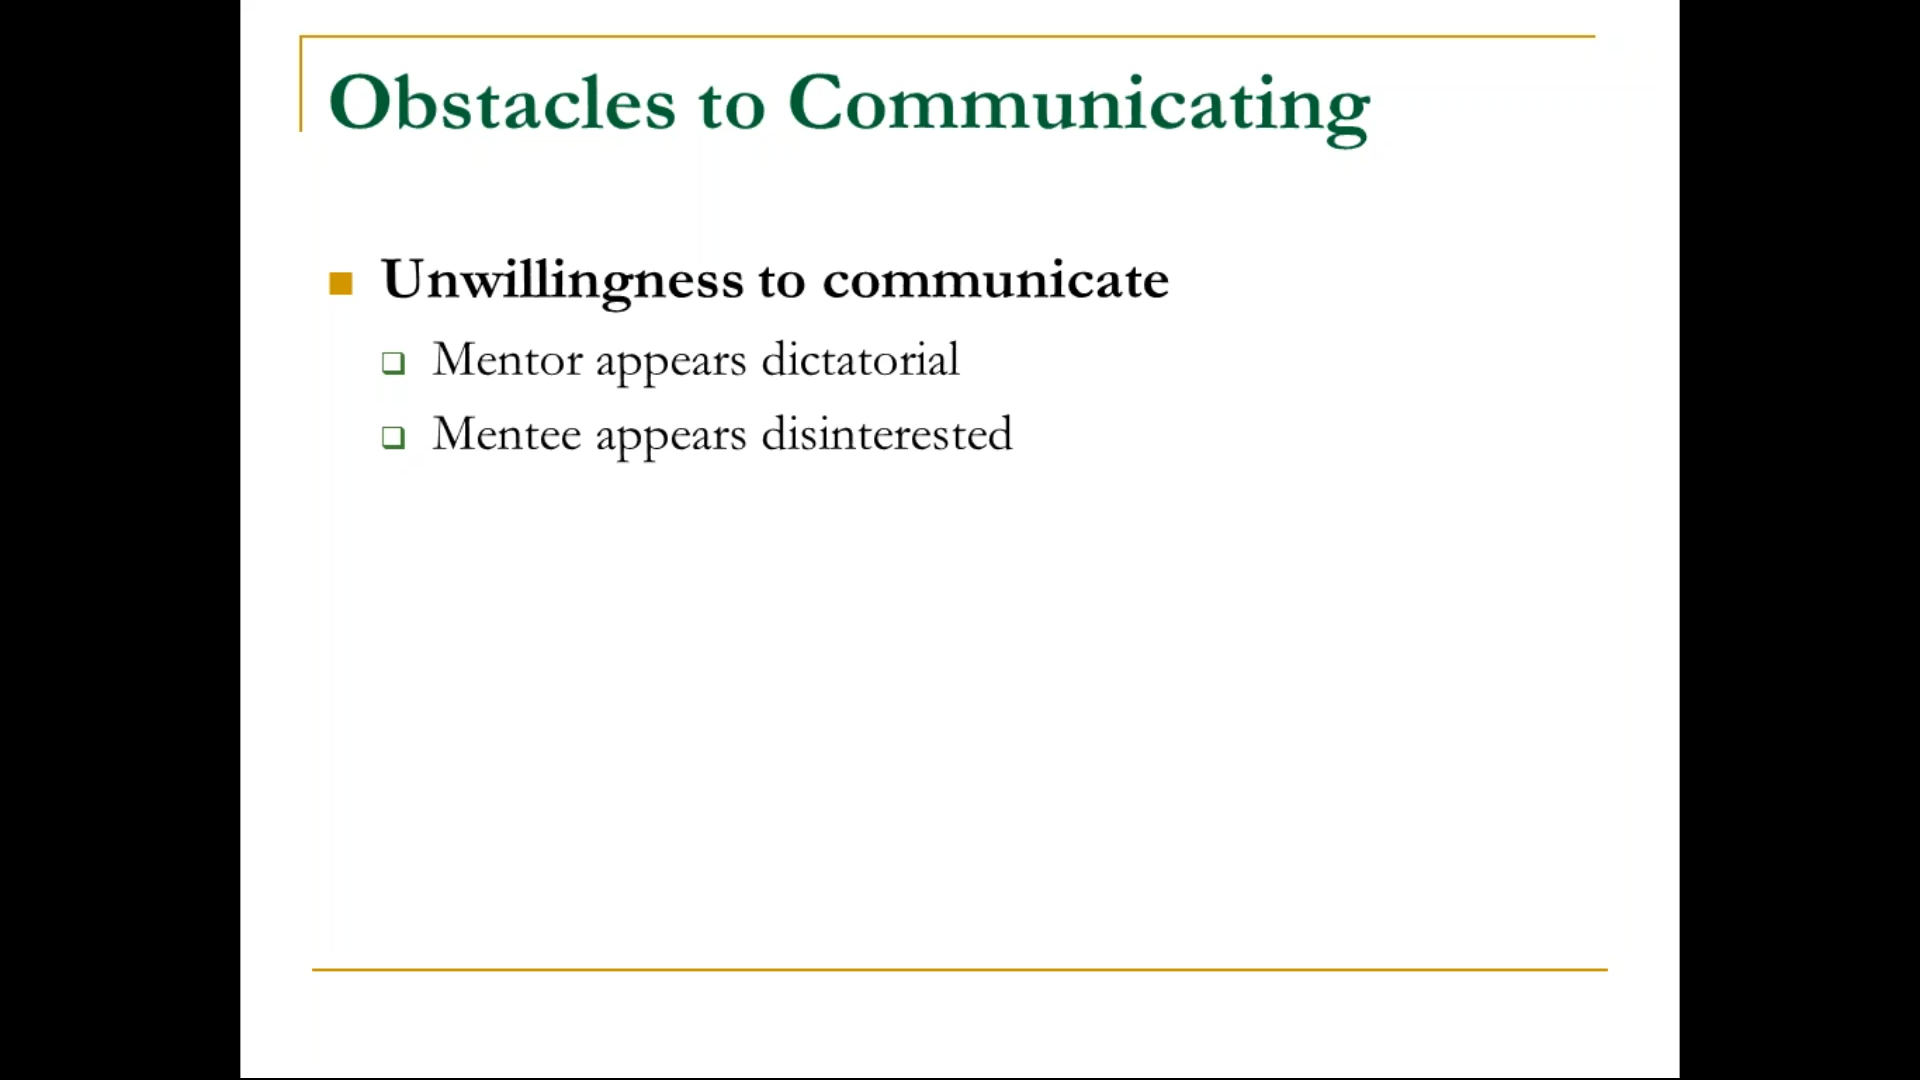 Obstacles to Communicating
Unwillingness to communicate
Mentor appears dictatorial
Mentee appears disinterested